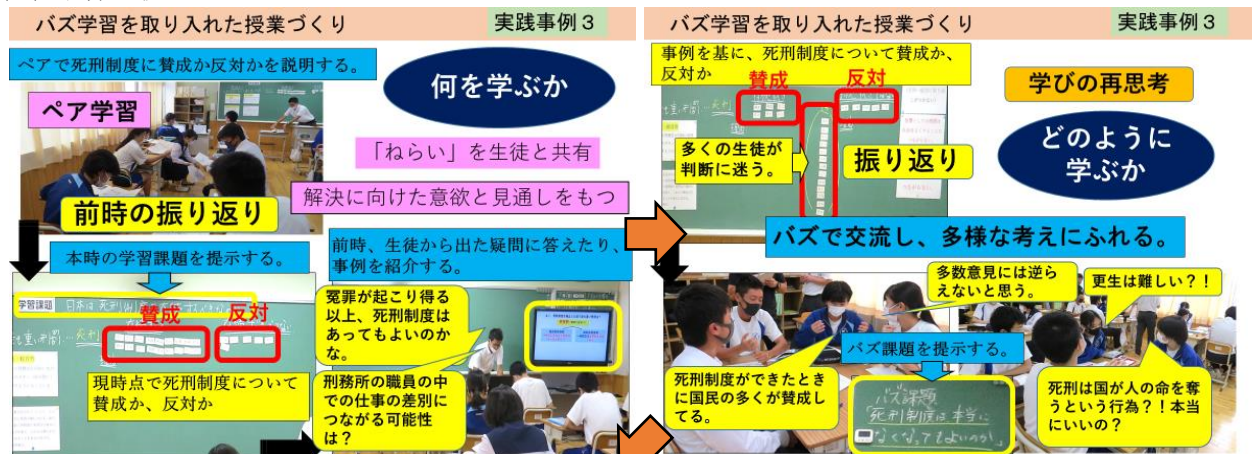 バズ学習を取り入れた授業づくり
実践事例３
ペアで死刑制度に賛成か反対かを説明する。
ペア学習
何を学ぶか
「ねらい」を生徒と共有
解決に向けた意欲と見通しをもつ
前時の振り返り
本時の学習課題を提示する。
前時、生徒から出た疑問に答えたり、
事例を紹介する。
学習課題
日本は死刑制度
賛成
反対
死刑
現時点で死刑制度について
賛成か、反対か
冤罪が起こり得る
以上、死刑制度は
あってもよいのか
な。
刑務所の職員の中
での仕事の差別に
つながる可能性
は？
バズ学習を取り入れた授業づくり
実践事例３
事例を基に、死刑制度について賛成か、
反対か
賛成
反対
学びの再思考
多くの生徒が
判断に迷う。
振り返り
どのように
学ぶか
バズで交流し、多様な考えにふれる。
多数意見には逆ら
えないと思う。
更生は難しい？！
バズ課題を提示する。
死刑制度ができたとき
に国民の多くが賛成し
てる。
バズ課題
死刑制度は本当に
なくなってもよいのか
死刑は国が人の命を奪
うという行為？！本当
にいいの？